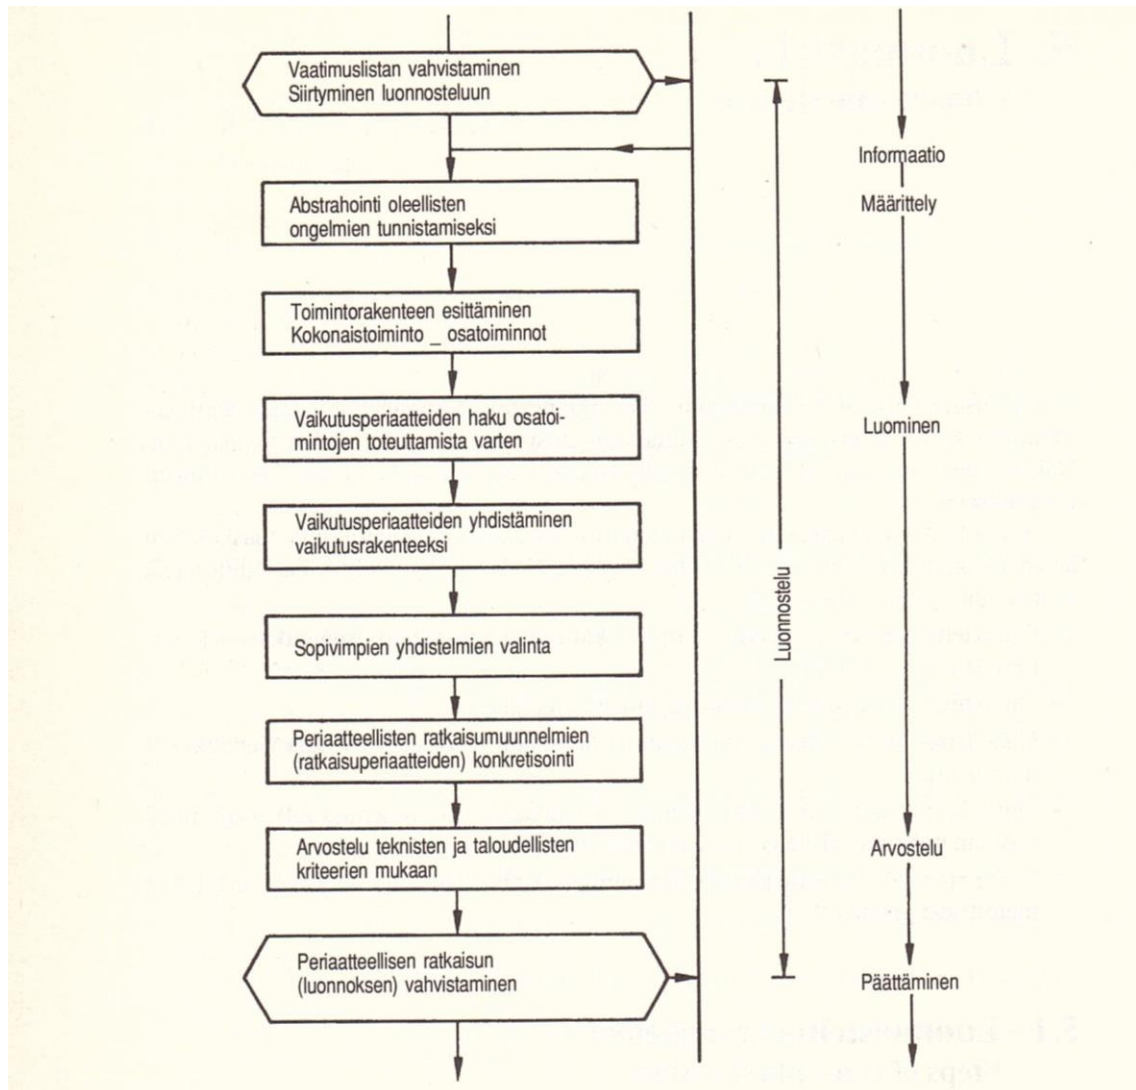 Vaatimuslistan vahvistaminen
Siirtyminen luonnosteluun
Informaatio
Määrittely
Abstrahointi oleellisten
ongelmien tunnistamiseksi
Toimintorakenteen esittäminen
Kokonaistoiminto _ osatoiminnot
Vaikutusperiaatteiden haku osatoi-
mintojen toteuttamista varten
Luominen
Vaikutusperiaatteiden yhdistäminen
vaikutusrakenteeksi
Luonnostelu
Sopivimpien yhdistelmien valinta
Periaatteellisten ratkaisumuunnelmien
(ratkaisuperiaatteiden) konkretisointi
Arvostelu teknisten ja taloudellisten
kriteerien mukaan
Arvostelu
Periaatteellisen ratkaisun
(luonnoksen) vahvistaminen
Päättäminen